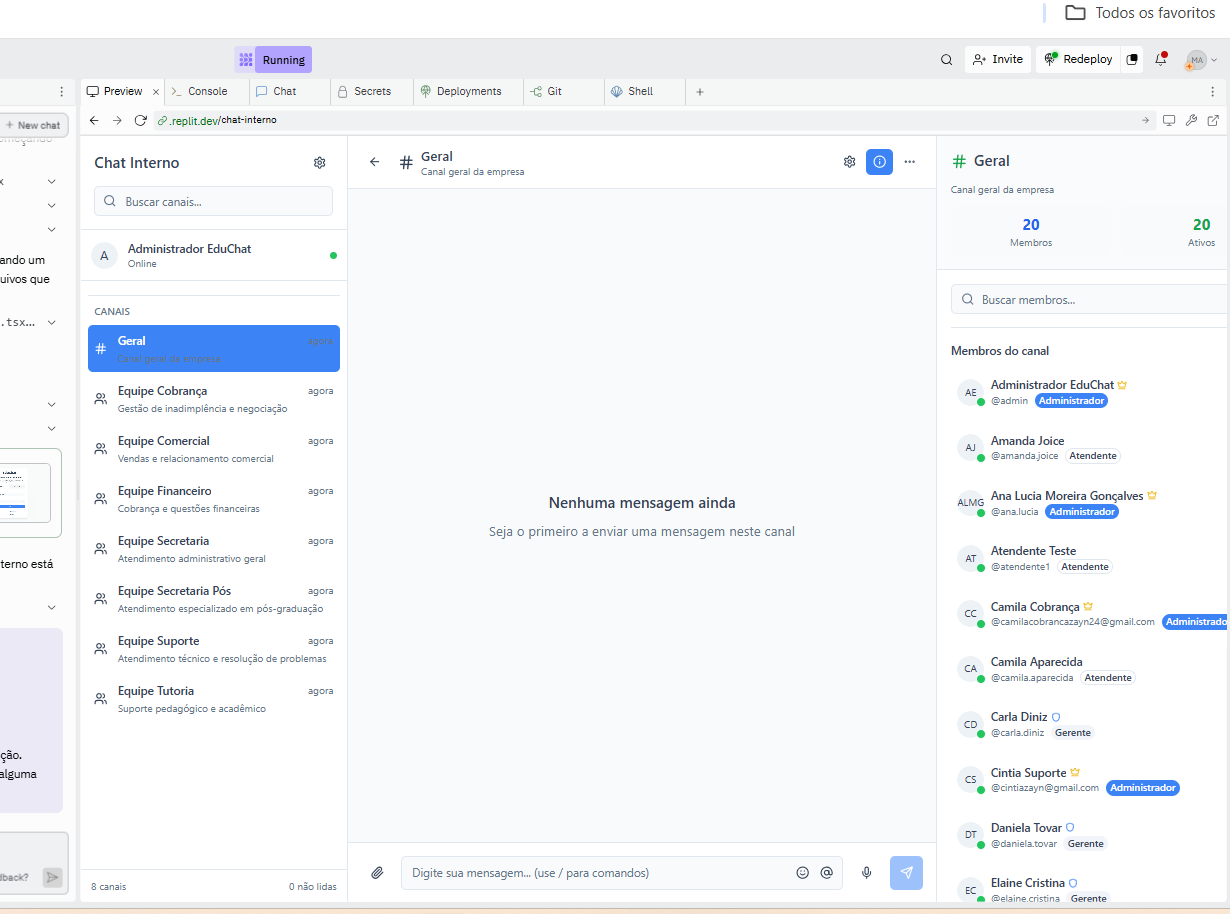 Todos os favoritos
Running
Invite
Redeploy
MA
Preview
Console
Chat
Secrets
Deployments
Git
Shell
.replit.dev/chat-interno
+ New chat
omeçando
x
ando um
uivos que
.tsx...
terno está
ção.
alguma
dback?
Chat Interno
Buscar canais...
A
Administrador EduChat
Online
CANAIS
Geral
agora
Canal geral da empresa
Equipe Cobrança
agora
Gestão de inadimplência e negociação
Equipe Comercial
agora
Vendas e relacionamento comercial
Equipe Financeiro
agora
Cobrança e questões financeiras
Equipe Secretaria
agora
Atendimento administrativo geral
Equipe Secretaria Pós
agora
Atendimento especializado em pós-graduação
Equipe Suporte
agora
Atendimento técnico e resolução de problemas
Equipe Tutoria
agora
Suporte pedagógico e acadêmico
8 canais
0 não lidas
# Geral
Canal geral da empresa
Nenhuma mensagem ainda
Seja o primeiro a enviar uma mensagem neste canal
Digite sua mensagem... (use / para comandos)
# Geral
Canal geral da empresa
20
Membros
20
Ativos
Buscar membros...
Membros do canal
AE
Administrador EduChat
@admin Administrador
AJ
Amanda Joice
@amanda.joice Atendente
ALMG
Ana Lucia Moreira Gonçalves
@ana.lucia Administrador
AT
Atendente Teste
@atendente1 Atendente
CC
Camila Cobrança
@camilacobrancazayn24@gmail.com Administrado
CA
Camila Aparecida
@camila.aparecida Atendente
CD
Carla Diniz
@carla.diniz Gerente
CS
Cintia Suporte
@cintiazayn@gmail.com Administrador
DT
Daniela Tovar
@daniela.tovar Gerente
EC
Elaine Cristina
@elaine.cristina Gerente